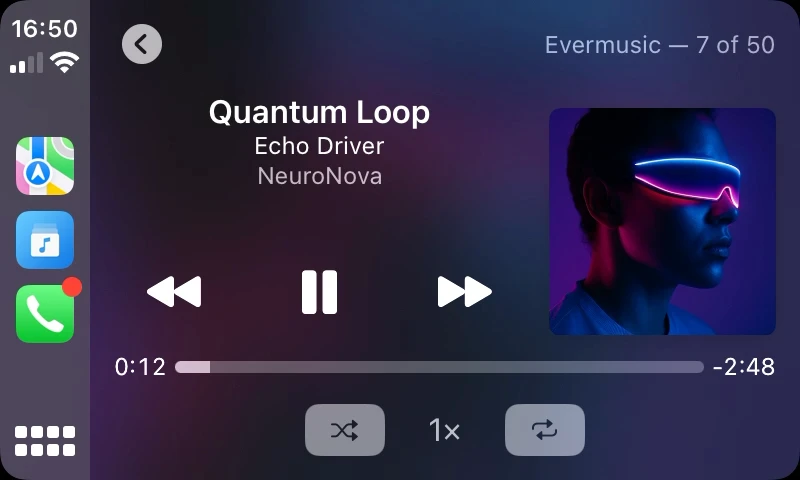 16:50
Evermusic — 7 of 50
Quantum Loop
Echo Driver
NeuroNova
0:12
-2:48
1×